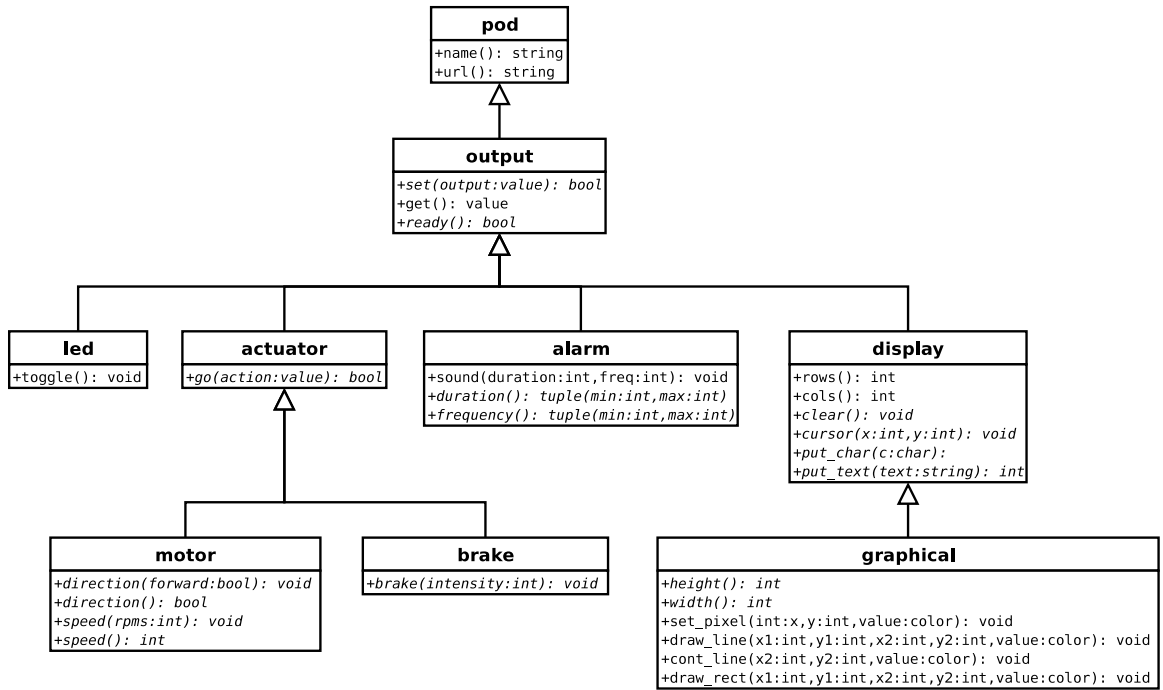 pod
+name(): string
+url(): string
output
+set(output:value): bool
+get(): value
+ready(): bool
led
+toggle(): void
actuator
+go(action:value): bool
alarm
+sound(duration:int,freq:int): void
+duration(): tuple(min:int,max:int)
+frequency(): tuple(min:int,max:int)
display
+rows(): int
+cols(): int
+clear(): void
+cursor(x:int,y:int): void
+put_char(c:char):
+put_text(text:string): int
motor
+direction(forward:bool): void
+direction(): bool
+speed(rpms:int): void
+speed(): int
brake
+brake(intensity:int): void
graphical
+height(): int
+width(): int
+set_pixel(int:x,y:int,value:color): void
+draw_line(x1:int,y1:int,x2:int,y2:int,value:color): void
+cont_line(x2:int,y2:int,value:color): void
+draw_rect(x1:int,y1:int,x2:int,y2:int,value:color): void